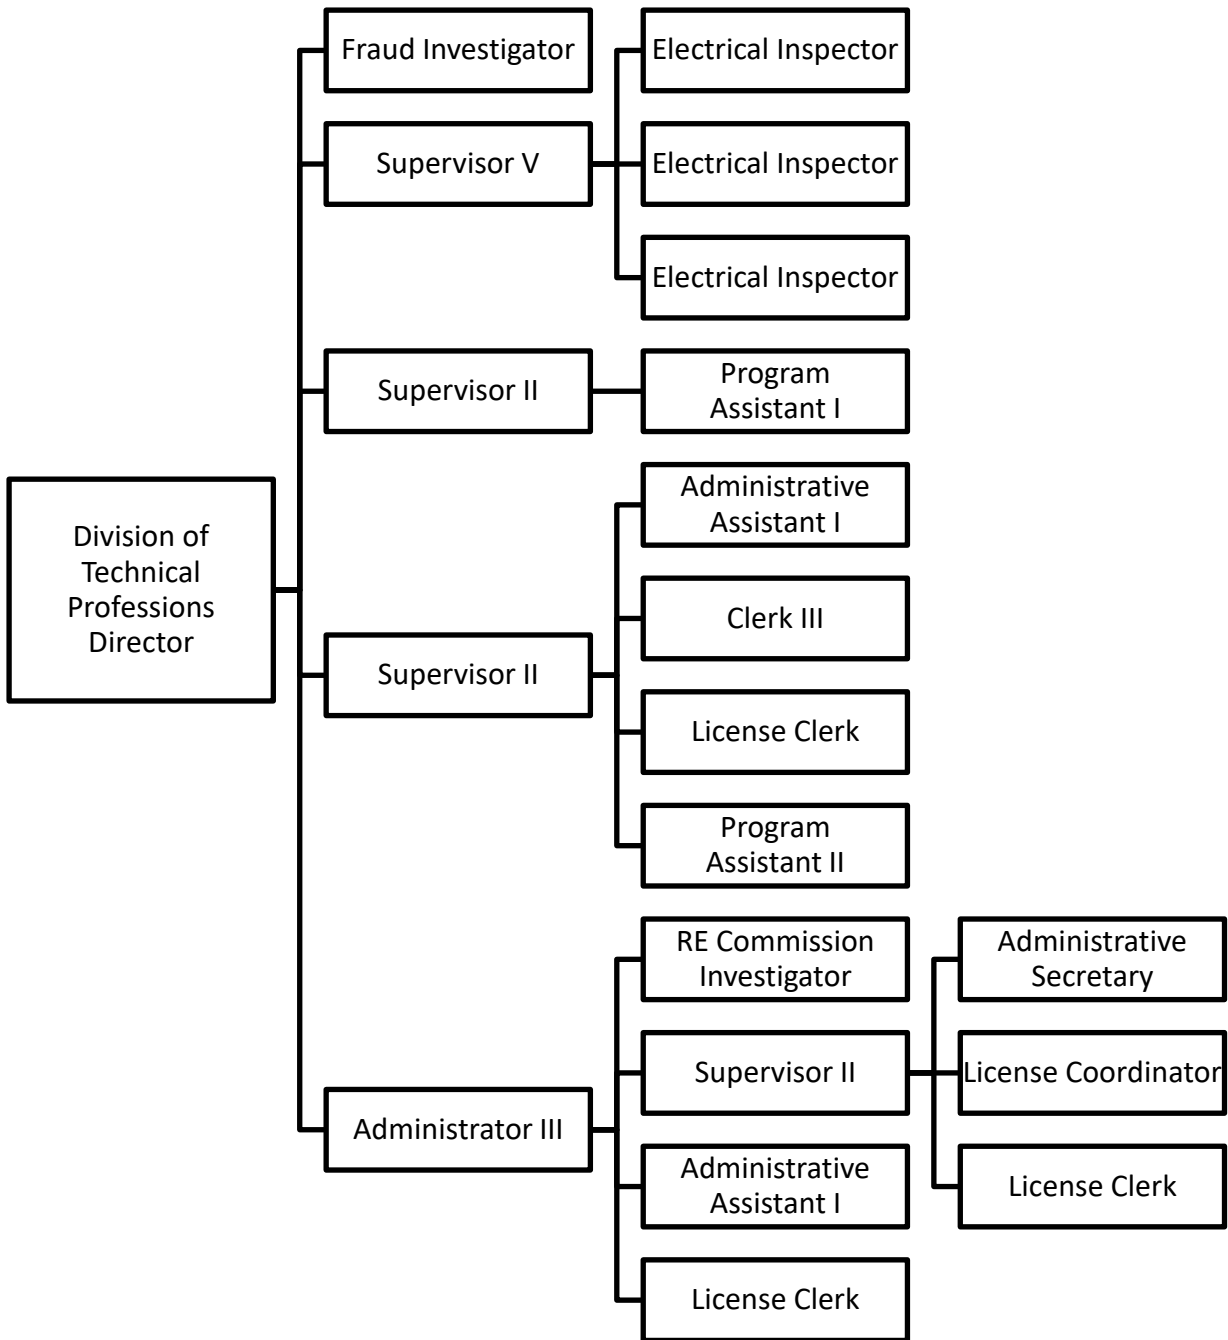 Fraud Investigator
Electrical Inspector
Supervisor V
Electrical Inspector
Electrical Inspector
Supervisor II
Program
Assistant I
Division of
Technical
Professions
Director
Supervisor II
Administrative
Assistant I
Clerk III
License Clerk
Program
Assistant II
Administrator III
RE Commission
Investigator
Supervisor II
Administrative
Secretary
License Coordinator
License Clerk
Administrative
Assistant I
License Clerk